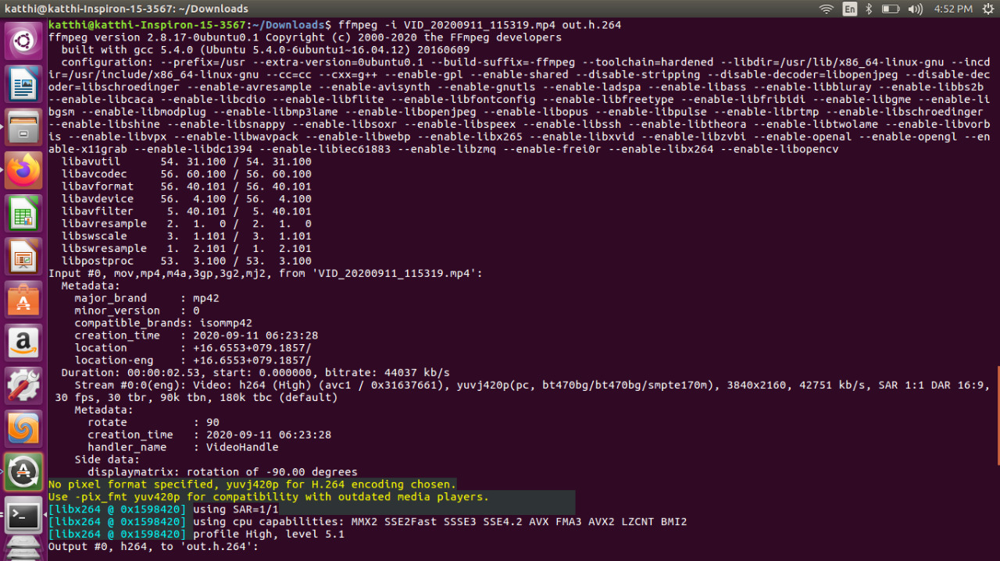 katthi@katthi-Inspiron-15-3567: ~/Downloads
En
4:52 PM
katthi@katthi-Inspiron-15-3567:~/Downloads$ ffmpeg -i VID_20200911_115319.mp4 out.h.264
ffmpeg version 2.8.17-0ubuntu0.1 Copyright (c) 2000-2020 the FFmpeg developers
  built with gcc 5.4.0 (Ubuntu 5.4.0-6ubuntu1~16.04.12) 20160609
  configuration: --prefix=/usr --extra-version=0ubuntu0.1 --build-suffix=-ffmpeg --toolchain=hardened --libdir=/usr/lib/x86_64-linux-gnu --incd
ir=/usr/include/x86_64-linux-gnu --cc=cc --cxx=g++ --enable-gpl --enable-shared --disable-stripping --disable-decoder=libopenjpeg --disable-dec
oder=libschroedinger --enable-avresample --enable-avisynth --enable-gnutls --enable-ladspa --enable-libass --enable-libbluray --enable-libbs2b
--enable-libcaca --enable-libcdio --enable-libflite --enable-libfontconfig --enable-libfreetype --enable-libfribidi --enable-libgme --enable-li
bgsm --enable-libmodplug --enable-libmp3lame --enable-libopenjpeg --enable-libopus --enable-libpulse --enable-librtmp --enable-libschroedinger
--enable-libshine --enable-libsnappy --enable-libsoxr --enable-libspeex --enable-libssh --enable-libtheora --enable-libtwolame --enable-libvorb
is --enable-libvpx --enable-libwavpack --enable-libwebp --enable-libx265 --enable-libxvid --enable-libzvbi --enable-openal --enable-opengl --en
able-x11grab --enable-libdc1394 --enable-libiec61883 --enable-libzmq --enable-frei0r --enable-libx264 --enable-libopencv
  libavutil      54. 31.100 / 54. 31.100
  libavcodec     56. 60.100 / 56. 60.100
  libavformat    56. 40.101 / 56. 40.101
  libavdevice    56.  4.100 / 56.  4.100
  libavfilter     5. 40.101 /  5. 40.101
  libavresample   2.  1.  0 /  2.  1.  0
  libswscale      3.  1.101 /  3.  1.101
  libswresample   1.  2.101 /  1.  2.101
  libpostproc    53.  3.100 / 53.  3.100
Input #0, mov,mp4,m4a,3gp,3g2,mj2, from 'VID_20200911_115319.mp4':
  Metadata:
    major_brand     : mp42
    minor_version   : 0
    compatible_brands: isommp42
    creation_time   : 2020-09-11 06:23:28
    location        : +16.6553+079.1857/
    location-eng    : +16.6553+079.1857/
  Duration: 00:00:02.53, start: 0.000000, bitrate: 44037 kb/s
    Stream #0:0(eng): Video: h264 (High) (avc1 / 0x31637661), yuvj420p(pc, bt470bg/bt470bg/smpte170m), 3840x2160, 42751 kb/s, SAR 1:1 DAR 16:9,
 30 fps, 30 tbr, 90k tbn, 180k tbc (default)
    Metadata:
      rotate          : 90
      creation_time   : 2020-09-11 06:23:28
      handler_name    : VideoHandle
    Side data:
      displaymatrix: rotation of -90.00 degrees
No pixel format specified, yuvj420p for H.264 encoding chosen.
Use -pix_fmt yuv420p for compatibility with outdated media players.
[libx264 @ 0x1598420] using SAR=1/1
[libx264 @ 0x1598420] using cpu capabilities: MMX2 SSE2Fast SSSE3 SSE4.2 AVX FMA3 AVX2 LZCNT BMI2
[libx264 @ 0x1598420] profile High, level 5.1
Output #0, h264, to 'out.h.264':